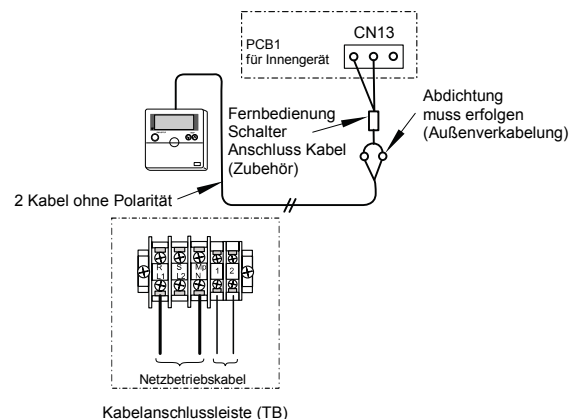 CN13
PCB1
für Innengerät
Fernbedienung
Schalter
Anschluss Kabel
(Zubehör)
Abdichtung
muss erfolgen
(Außenverkabelung)
2 Kabel ohne Polarität
R S Mp
L1 L2 N 1 2
Netzbetriebskabel
Kabelanschlussleiste (TB)